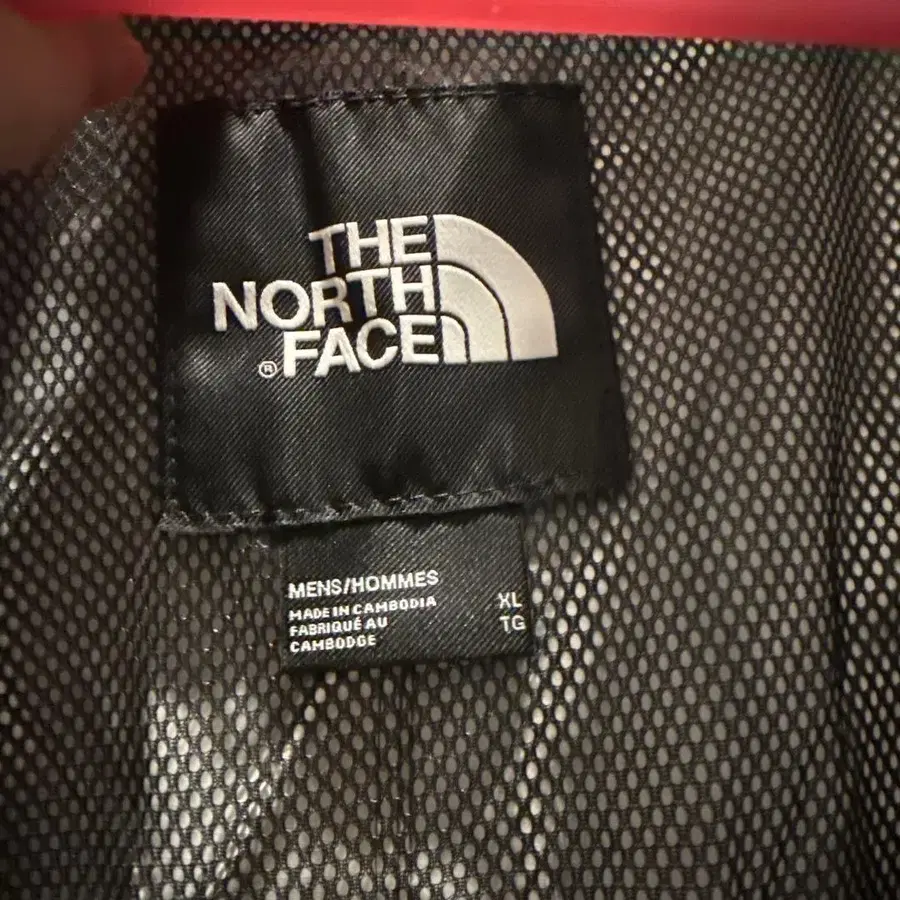 THE
NORTH
® FACE
MENS/HOMMES
MADE IN CAMBODIA XL
FABRIQUÉ AU TG
CAMBODGE